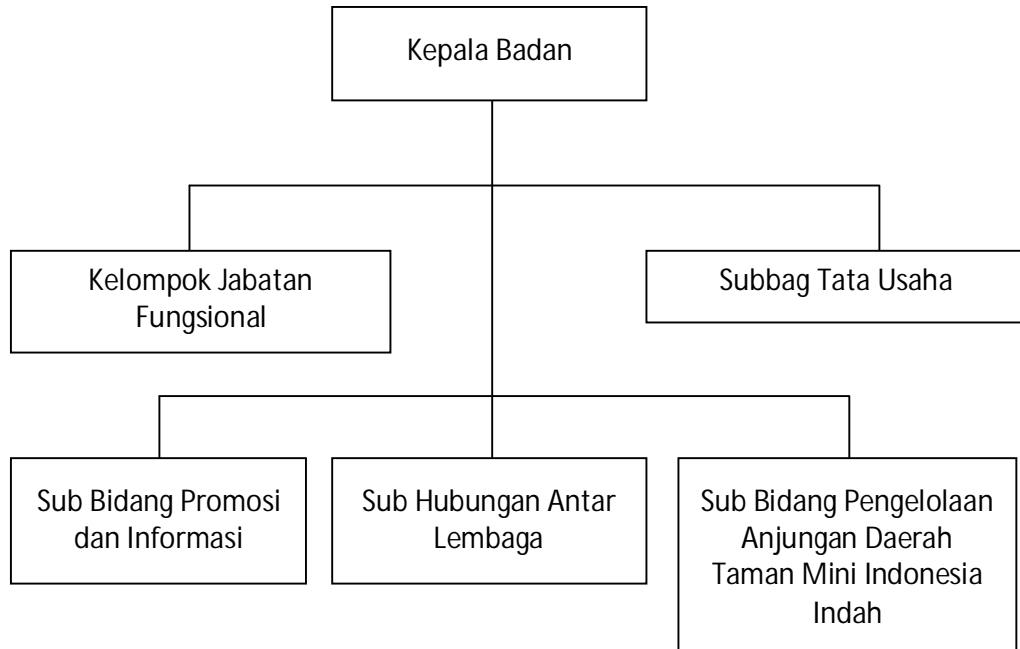 Kepala Badan
Kelompok Jabatan
Fungsional
Subbag Tata Usaha
Sub Bidang Promosi
dan Informasi
Sub Hubungan Antar
Lembaga
Sub Bidang Pengelolaan
Anjungan Daerah
Taman Mini Indonesia
Indah